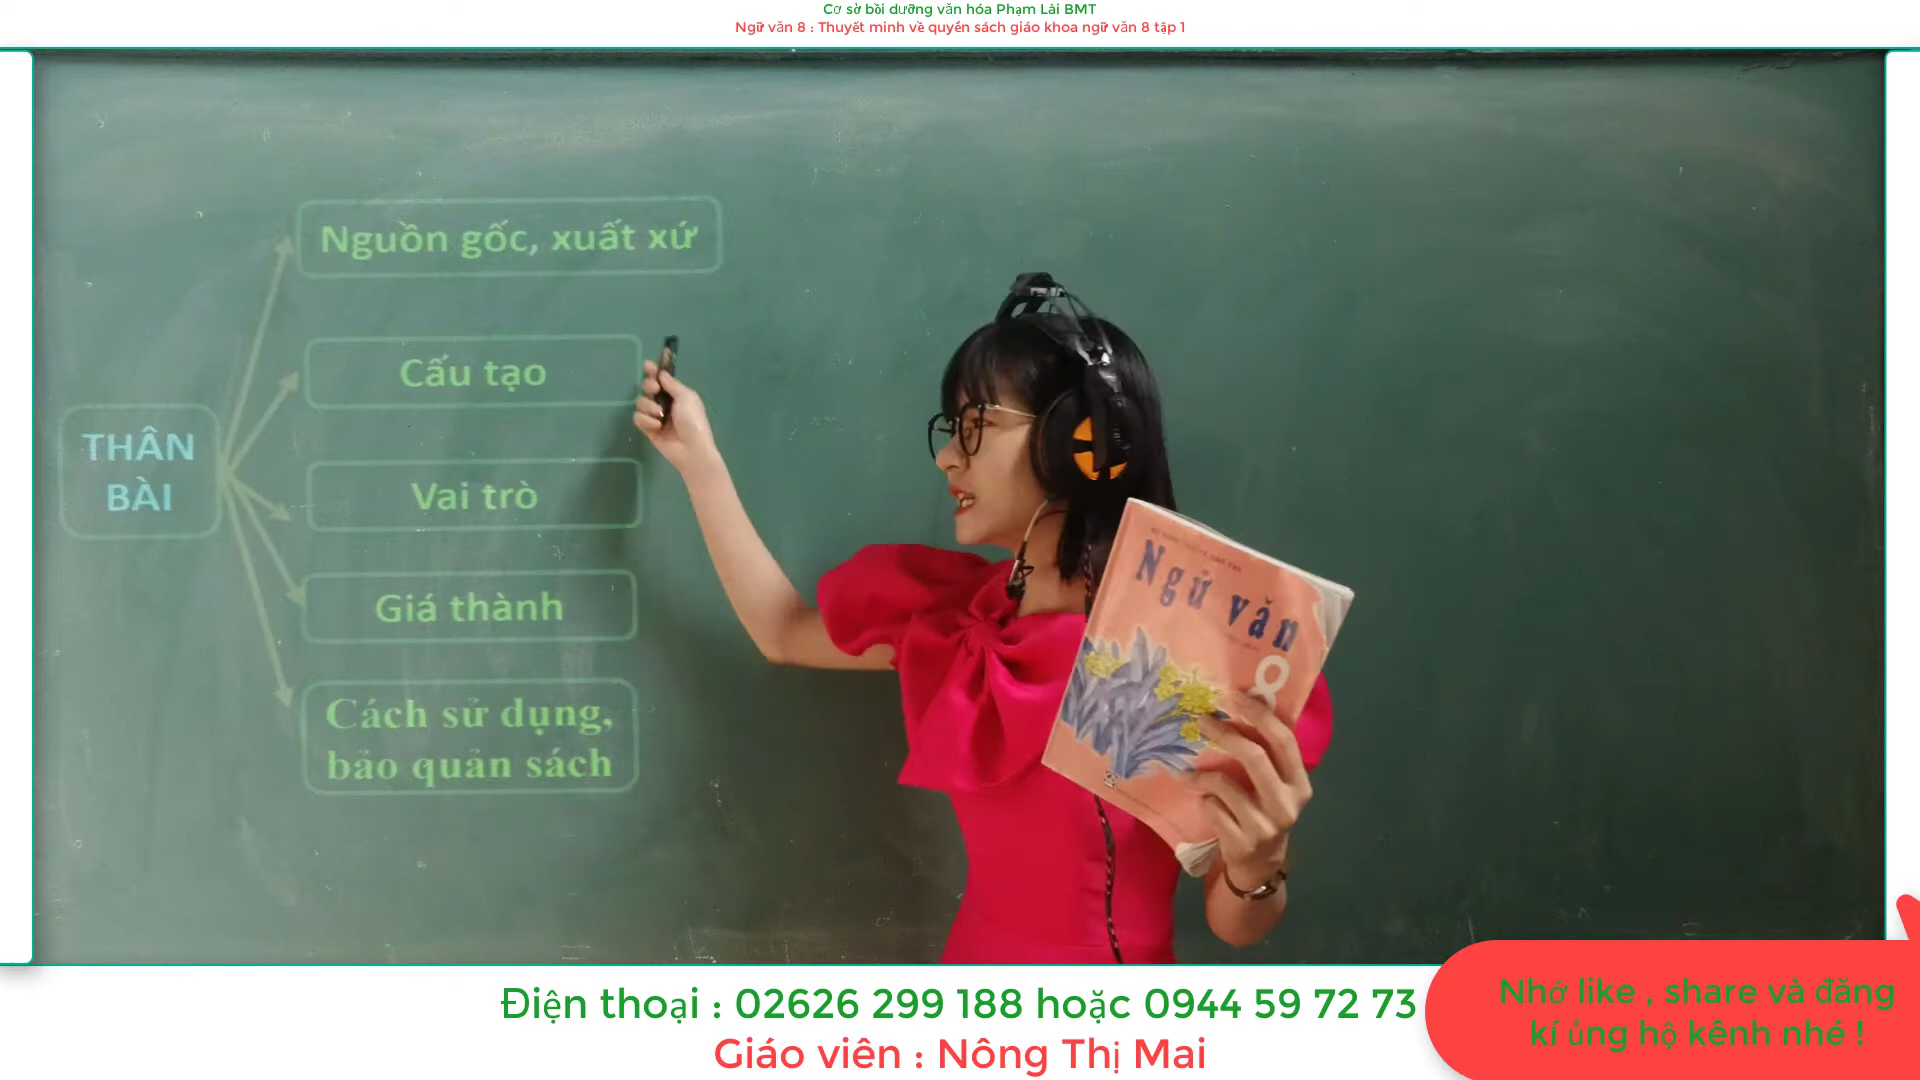 Cơ sở bồi dưỡng văn hóa Phạm Lài BMT
Ngữ văn 8 : Thuyết minh về quyển sách giáo khoa ngữ văn 8 tập 1
Nguồn gốc, xuất xứ
Cấu tạo
THÂN
BÀI
Vai trò
Giá thành
Cách sử dụng,
bảo quản sách
Ngữ văn
8
Điện thoại : 02626 299 188 hoặc 0944 59 72 73
Giáo viên : Nông Thị Mai
Nhớ like , share và đăng
kí ủng hộ kênh nhé !